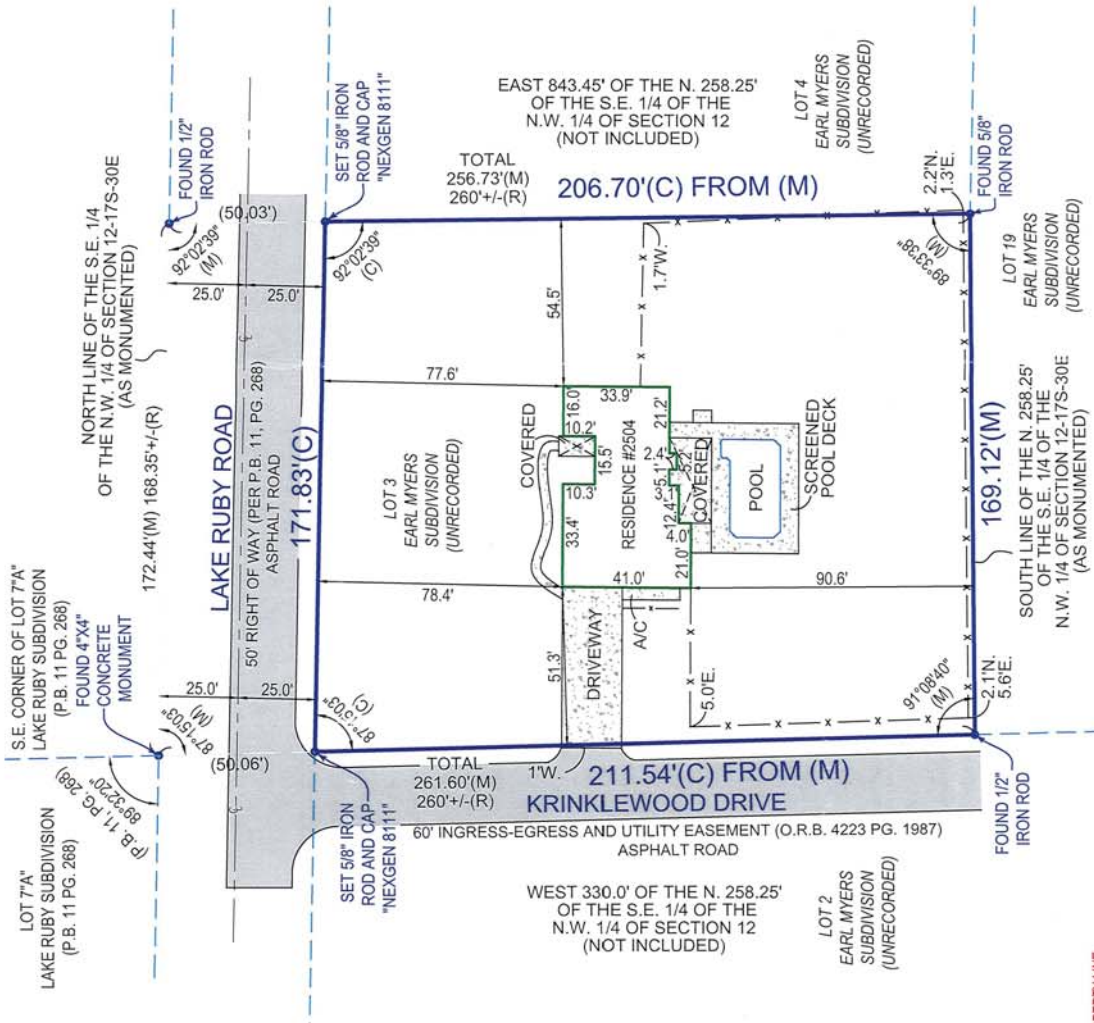 LOT 7"A"
LAKE RUBY SUBDIVISION
(P.B. 11 PG. 268)
S.E. CORNER OF LOT 7"A"
LAKE RUBY SUBDIVISION
(P.B. 11 PG. 268)
FOUND 4"X4"
CONCRETE
MONUMENT
89°32'20"
(P.B. 11, PG. 268)
87°15'03"
(M)
(50.06')
25.0'
25.0'
172.44'(M) 168.35'+/-(R)
NORTH LINE OF THE S.E. 1/4
OF THE N.W. 1/4 OF SECTION 12-17S-30E
(AS MONUMENTED)
FOUND 1/2"
IRON ROD
92°02'39"
(M)
(50.03')
25.0'
25.0'
SET 5/8" IRON
ROD AND CAP
"NEXGEN 8111"
LAKE RUBY ROAD
50' RIGHT OF WAY (PER P.B. 11, PG. 268)
ASPHALT ROAD
171.83'(C)
87°15'03"
(C)
92°02'39"
(C)
SET 5/8" IRON
ROD AND CAP
"NEXGEN 8111"
EAST 843.45' OF THE N. 258.25'
OF THE S.E. 1/4 OF THE
N.W. 1/4 OF SECTION 12
(NOT INCLUDED)
LOT 4
EARL MYERS
SUBDIVISION
(UNRECORDED)
TOTAL
256.73'(M)
260'+/-(R)
206.70'(C) FROM (M)
2.2'N.
1.3'E.
FOUND 5/8"
IRON ROD
89°33'38"
(M)
LOT 19
EARL MYERS
SUBDIVISION
(UNRECORDED)
LOT 3
EARL MYERS
SUBDIVISION
(UNRECORDED)
77.6'
78.4'
54.5'
1.7'W.
COVERED
16.0'
10.2'
15.5'
10.3'
33.4'
33.9'
21.2'
2.4'
5.2'
5.1'
3.1'
12.4'
4.0'
21.0'
41.0'
RESIDENCE #2504
COVERED
POOL
SCREENED
POOL DECK
90.6'
A/C
DRIVEWAY
51.3'
5.0'E.
1'W.
169.12'(M)
SOUTH LINE OF THE N. 258.25'
OF THE S.E. 1/4 OF THE
N.W. 1/4 OF SECTION 12-17S-30E
(AS MONUMENTED)
91°08'40"
(M)
2.1'N.
5.6'E.
FOUND 1/2"
IRON ROD
TOTAL
261.60'(M)
260'+/-(R)
211.54'(C) FROM (M)
KRINKLEWOOD DRIVE
60' INGRESS-EGRESS AND UTILITY EASEMENT (O.R.B. 4223 PG. 1987)
ASPHALT ROAD
WEST 330.0' OF THE N. 258.25'
OF THE S.E. 1/4 OF THE
N.W. 1/4 OF SECTION 12
(NOT INCLUDED)
LOT 2
EARL MYERS
SUBDIVISION
(UNRECORDED)